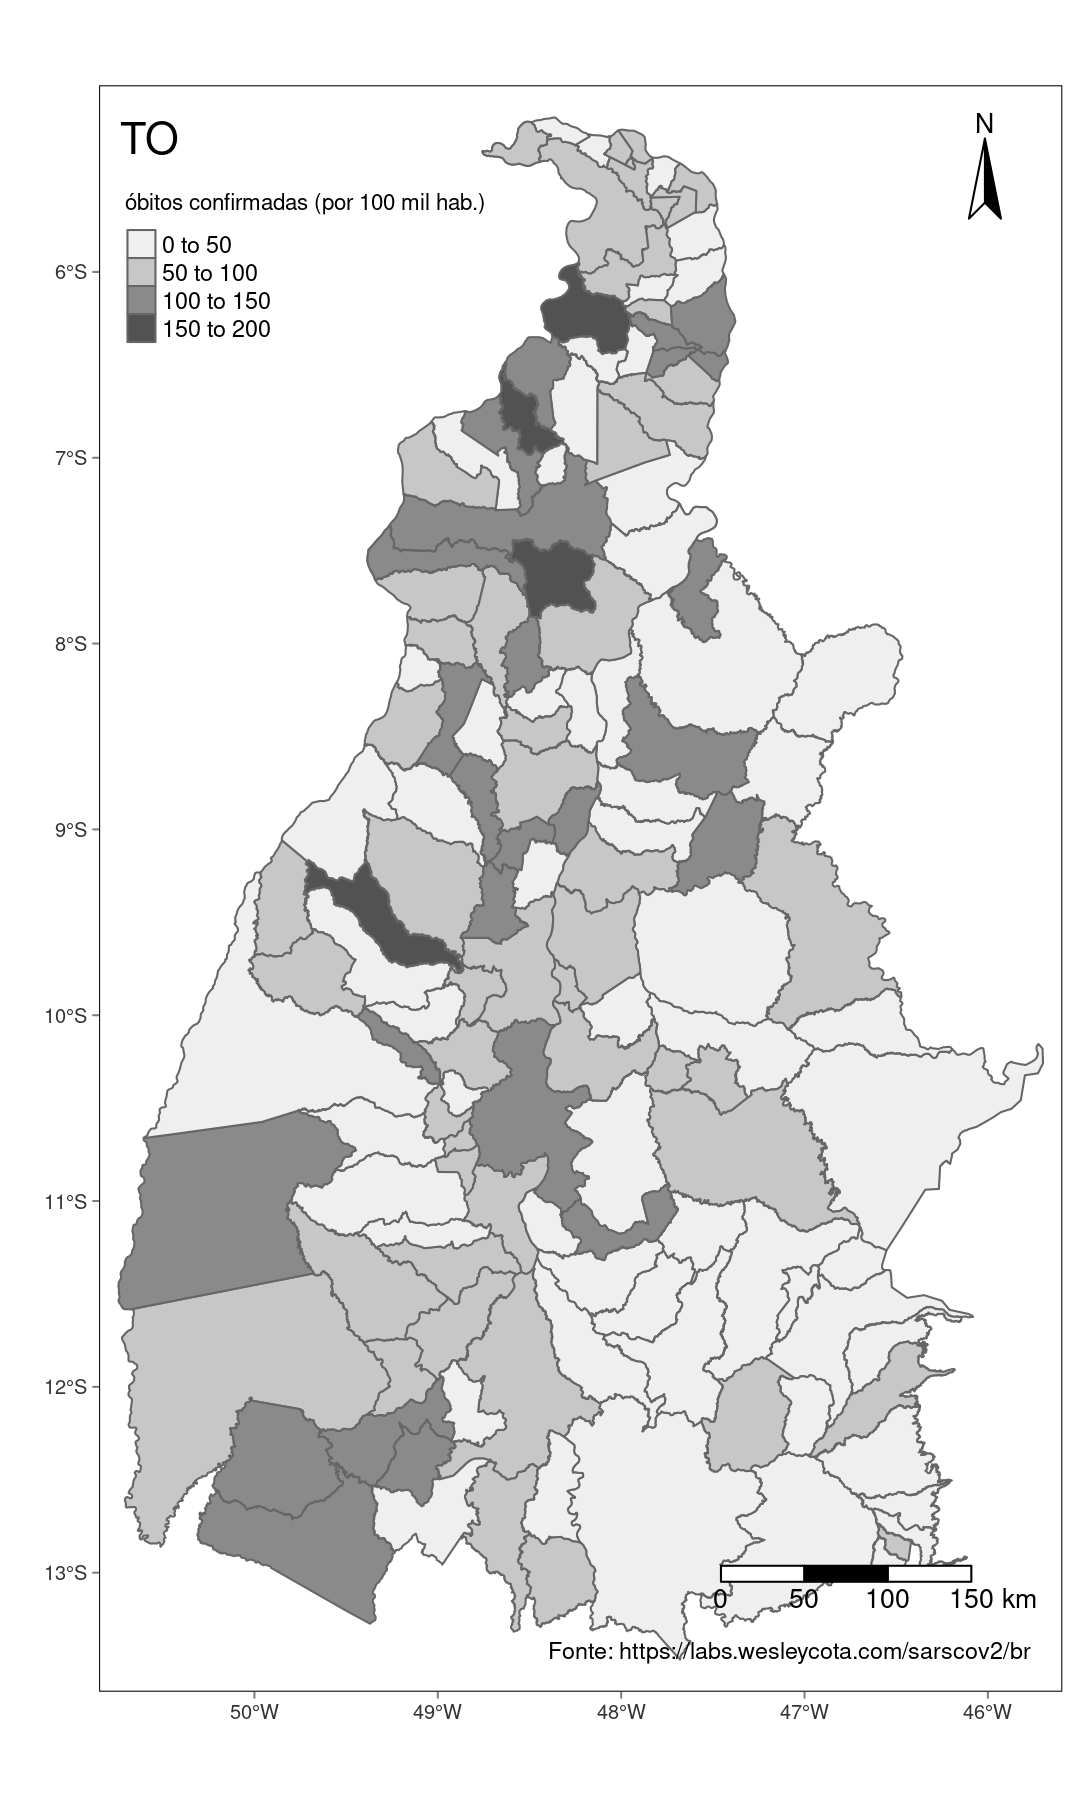 TO
N
óbitos confirmadas (por 100 mil hab.)
0 to 50
50 to 100
100 to 150
150 to 200
6°S
7°S
8°S
9°S
10°S
11°S
12°S
13°S
0 50 100 150 km
Fonte: https://labs.wesleycota.com/sarscov2/br
50°W 49°W 48°W 47°W 46°W